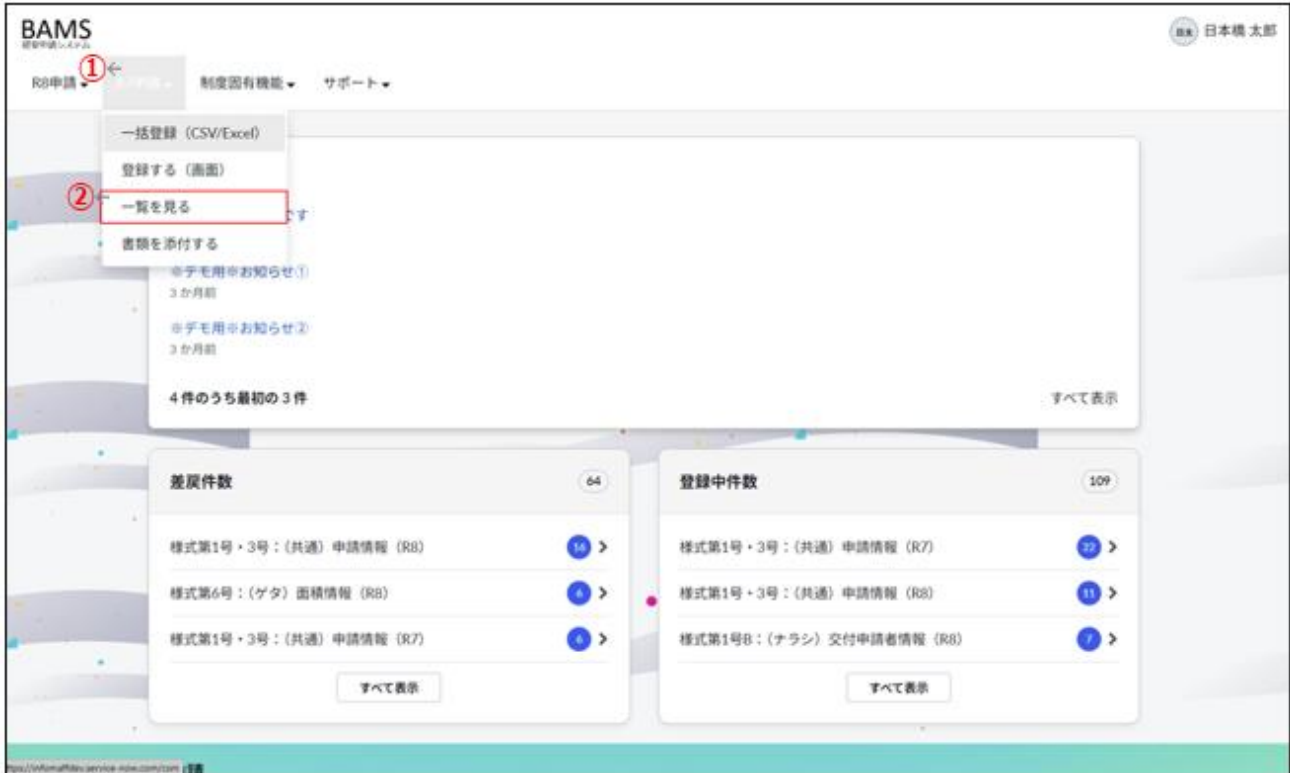 BAMS
日本橋 太郎
①←
R8申請
制度固有機能
サポート
一括登録（CSV/Excel）
登録する（画面）
②←
一覧を見る
です
書類を添付する
※デモ用※お知らせ①
3 か月前
※デモ用※お知らせ②
3 か月前
4 件のうち最初の 3 件
すべて表示
差戻件数
64
様式第1号・3号：（共通）申請情報（R8）
16
様式第6号：（ゲタ）面積情報（R8）
6
様式第1号・3号：（共通）申請情報（R7）
6
すべて表示
登録中件数
109
様式第1号・3号：（共通）申請情報（R7）
22
様式第1号・3号：（共通）申請情報（R8）
11
様式第1号B：（ナラシ）交付申請者情報（R8）
7
すべて表示